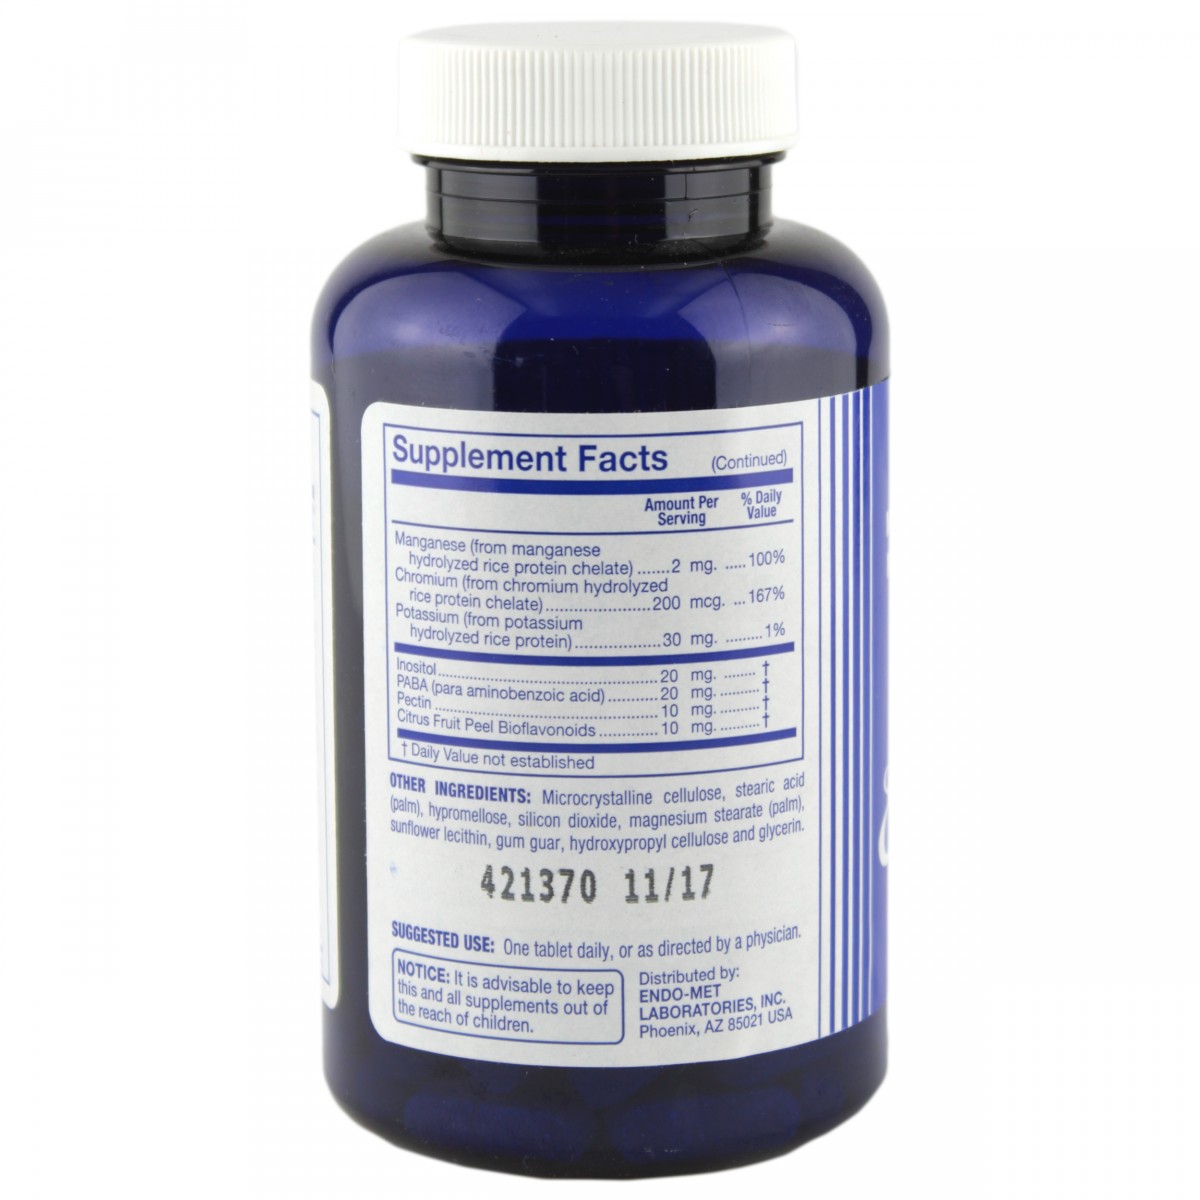 Supplement Facts (Continued)
Amount Per % Daily
Serving Value
Manganese (from manganese
hydrolyzed rice protein chelate) .......2 mg. .....100%
Chromium (from chromium hydrolyzed
rice protein chelate).....................200 mcg. ...167%
Potassium (from potassium
hydrolyzed rice protein)...................30 mg. .........1%
Inositol.................................................20 mg. ........ †
PABA (para aminobenzoic acid) ...........20 mg. ..........†
Pectin ..................................................10 mg. ..........†
Citrus Fruit Peel Bioflavonoids .............10 mg. ..........†
† Daily Value not established
OTHER INGREDIENTS: Microcrystalline cellulose, stearic acid
(palm), hypromellose, silicon dioxide, magnesium stearate (palm),
sunflower lecithin, gum guar, hydroxypropyl cellulose and glycerin.
421370 11/17
SUGGESTED USE: One tablet daily, or as directed by a physician.
NOTICE: It is advisable to keep
this and all supplements out of
the reach of children.
Distributed by:
ENDO-MET
LABORATORIES, INC.
Phoenix, AZ 85021 USA